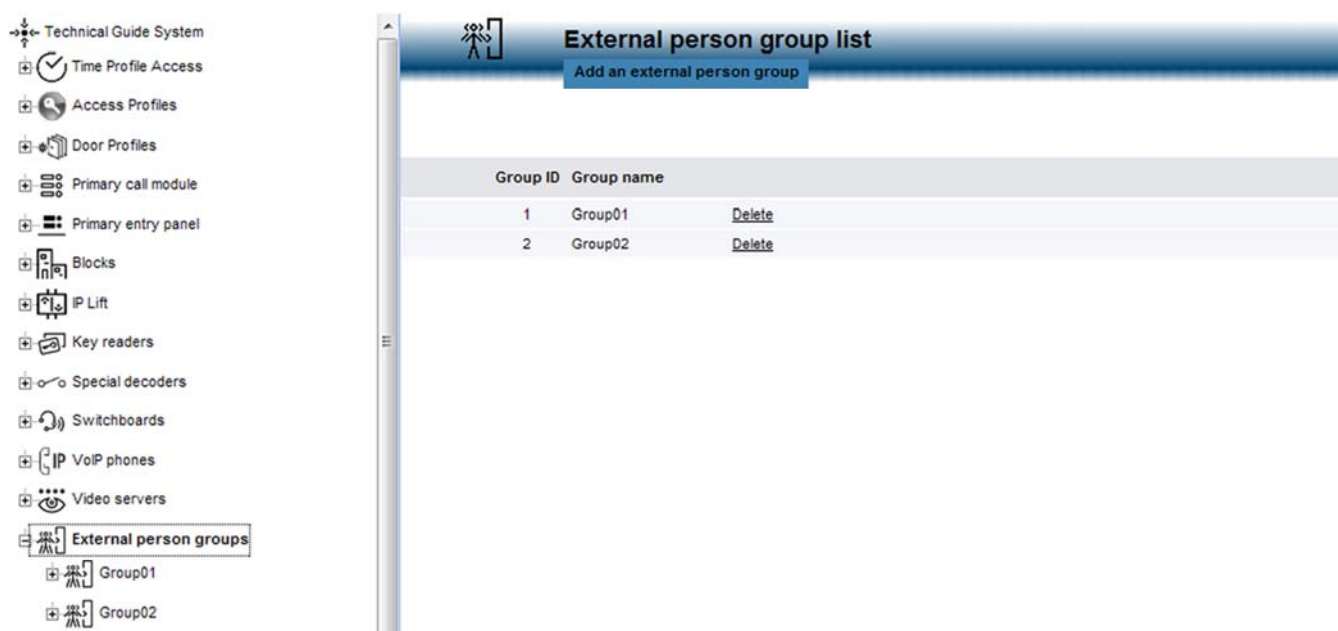 Technical Guide System
Time Profile Access
Access Profiles
Door Profiles
Primary call module
Primary entry panel
Blocks
IP Lift
Key readers
Special decoders
Switchboards
IP VoIP phones
Video servers
External person groups
Group01
Group02
External person group list
Add an external person group
Group ID Group name
1 Group01 Delete
2 Group02 Delete